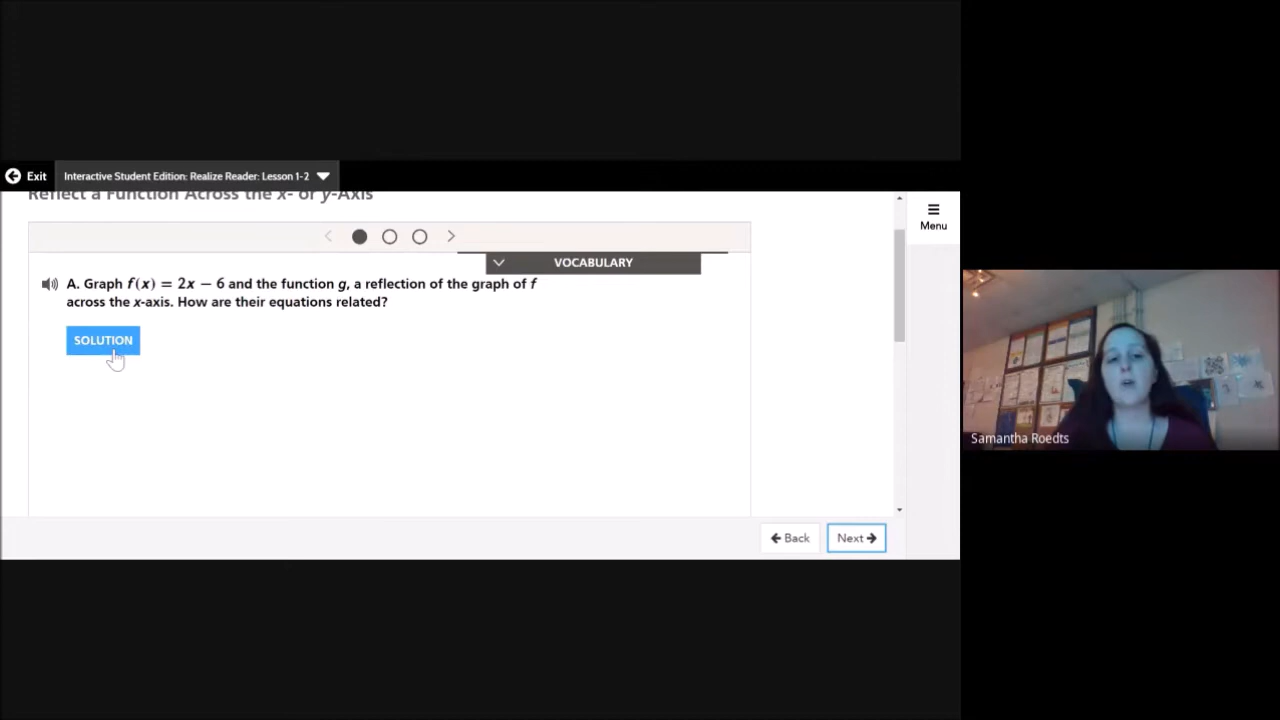 Exit
Interactive Student Edition: Realize Reader: Lesson 1-2
Reflect a Function Across the x- or y-Axis
Menu
VOCABULARY
A. Graph f(x) = 2x − 6 and the function g, a reflection of the graph of f
across the x-axis. How are their equations related?
SOLUTION
Samantha Roedts
Back
Next